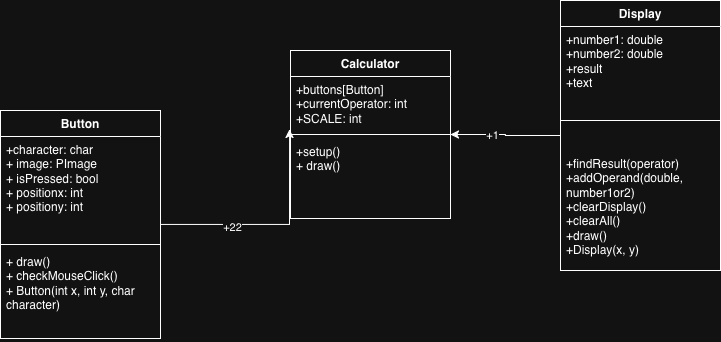 Button
+character: char
+ image: PImage
+ isPressed: bool
+ positionx: int
+ positiony: int
+ draw()
+ checkMouseClick()
+ Button(int x, int y, char
character)
+22
Calculator
+buttons[Button]
+currentOperator: int
+SCALE: int
+setup()
+ draw()
+1
Display
+number1: double
+number2: double
+result
+text
+findResult(operator)
+addOperand(double,
number1or2)
+clearDisplay()
+clearAll()
+draw()
+Display(x, y)